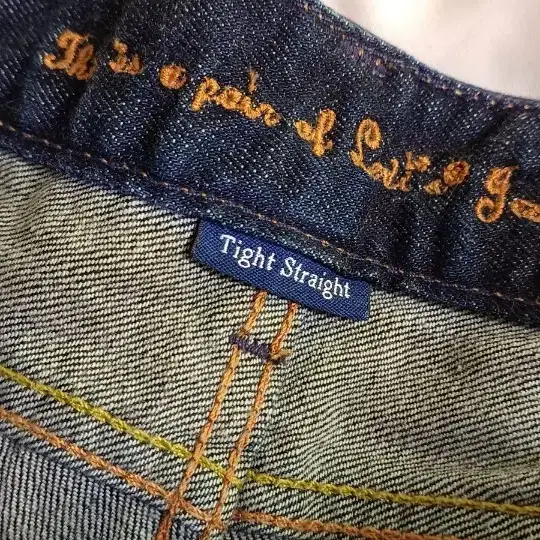 This is a pair of Levi's J
Tight Straight